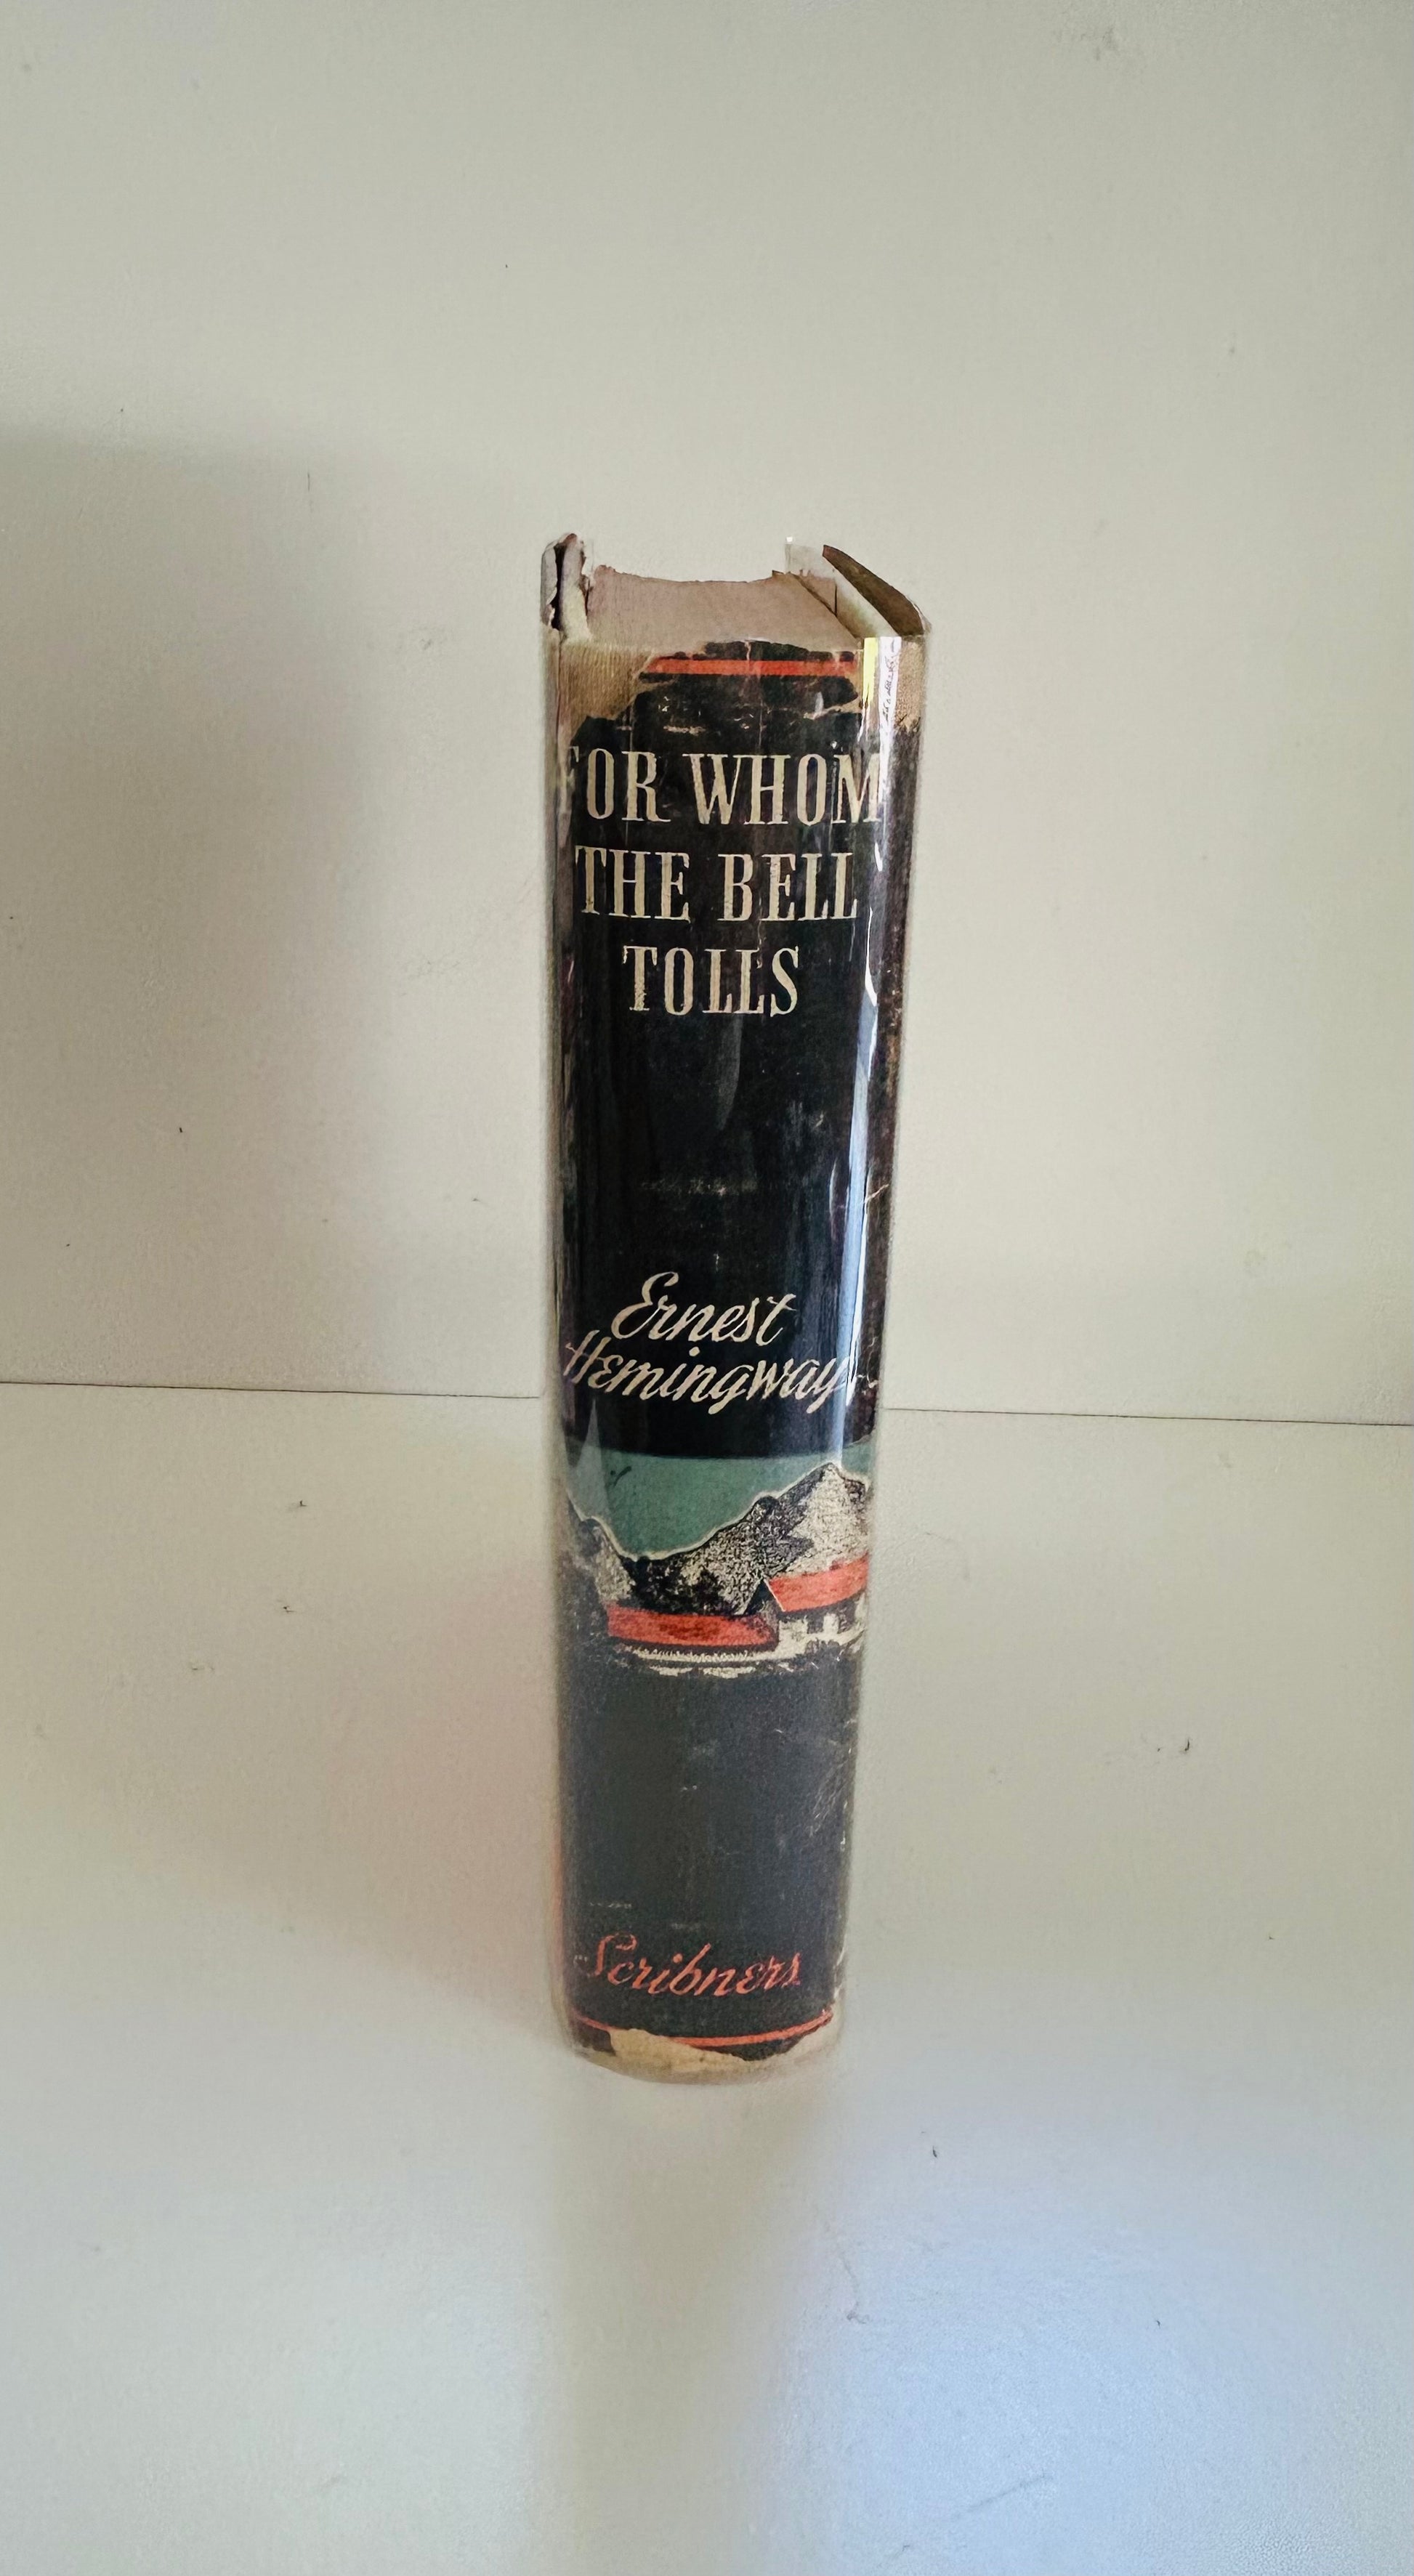 FOR WHOM
THE BELL
TOLLS
Ernest
Hemingway
Scribners